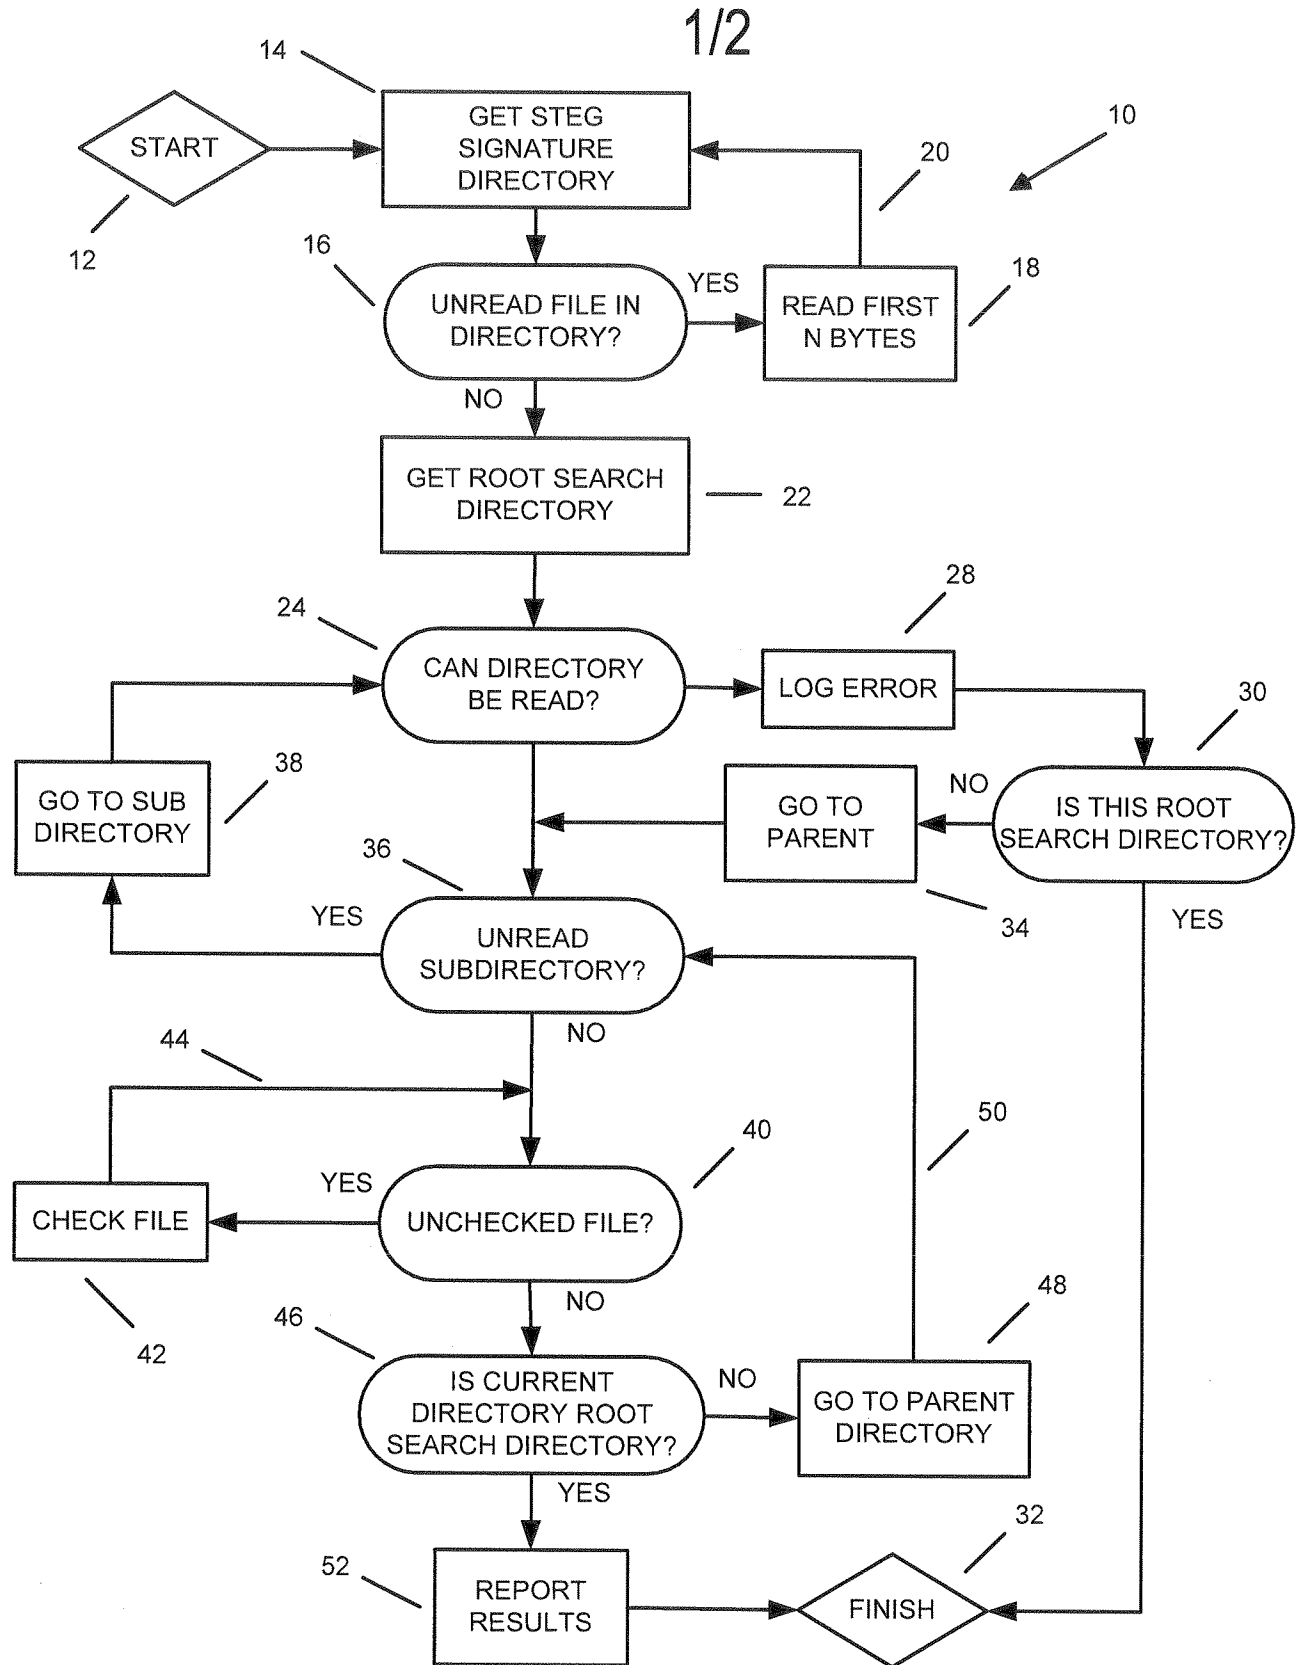 1/2
14
GET STEG
SIGNATURE
DIRECTORY
START
10
20
12
16
UNREAD FILE IN
DIRECTORY?
YES
READ FIRST
N BYTES
18
NO
GET ROOT SEARCH
DIRECTORY
22
24
CAN DIRECTORY
BE READ?
28
LOG ERROR
30
38
GO TO SUB
DIRECTORY
GO TO
PARENT
NO
IS THIS ROOT
SEARCH DIRECTORY?
36
34
YES
YES
UNREAD
SUBDIRECTORY?
NO
44
50
40
YES
CHECK FILE
UNCHECKED FILE?
42
NO
46
48
IS CURRENT
DIRECTORY ROOT
SEARCH DIRECTORY?
NO
GO TO PARENT
DIRECTORY
YES
32
52
REPORT
RESULTS
FINISH